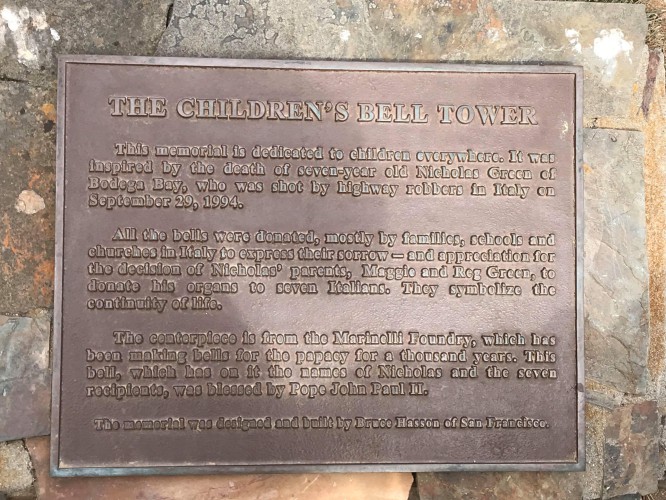 THE CHILDREN'S BELL TOWER
This memorial is dedicated to children everywhere. It was
inspired by the death of seven-year old Nicholas Green of
Bodega Bay, who was shot by highway robbers in Italy on
September 29, 1994.
All the bells were donated, mostly by families, schools and
churches in Italy to express their sorrow — and appreciation for
the decision of Nicholas' parents, Maggie and Reg Green, to
donate his organs to seven Italians. They symbolize the
continuity of life.
The centerpiece is from the Marinelli Foundry, which has
been making bells for the papacy for a thousand years. This
bell, which has on it the names of Nicholas and the seven
recipients, was blessed by Pope John Paul II.
The memorial was designed and built by Bruce Hasson of San Francisco.